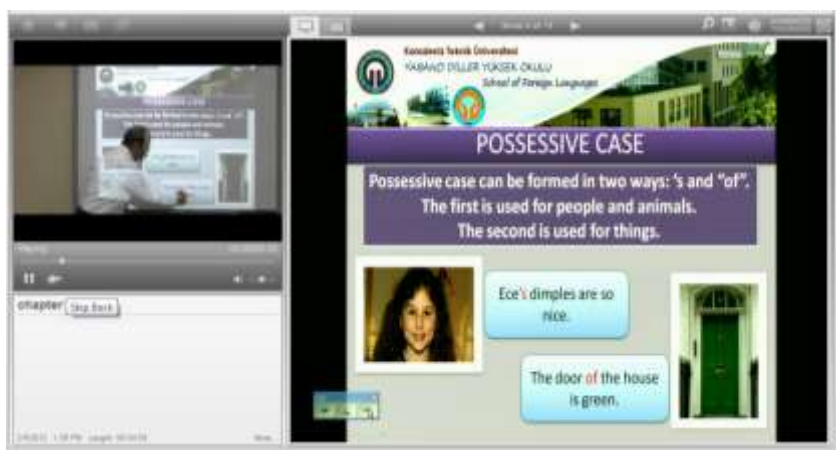 Karadeniz Teknik Üniversitesi
YABANCI DİLLER YÜKSEK OKULU
School of Foreign Languages
POSSESSIVE CASE
Possessive case can be formed in two ways: 's and "of".
The first is used for people and animals.
The second is used for things.
Ece's dimples are so
nice.
The door of the house
is green.
chapter
Skip Back